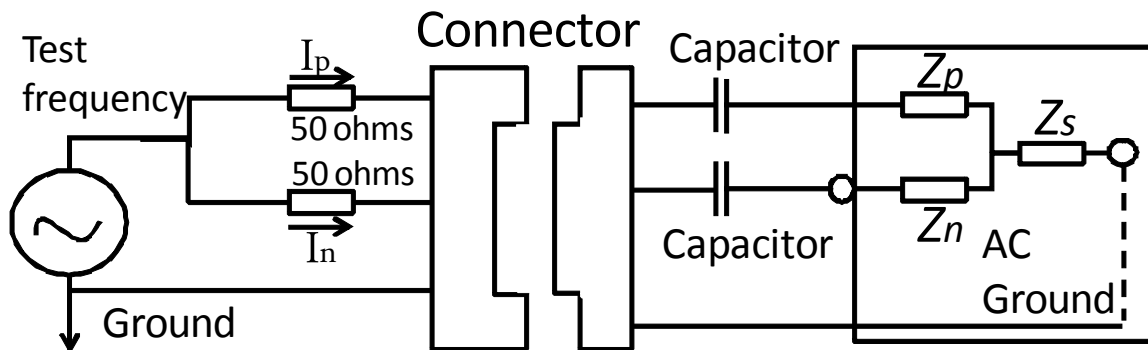 Connector
Test
frequency
Ip
50 ohms
50 ohms
In
Ground
Capacitor
Capacitor
Zp
Zs
Zn
AC
Ground